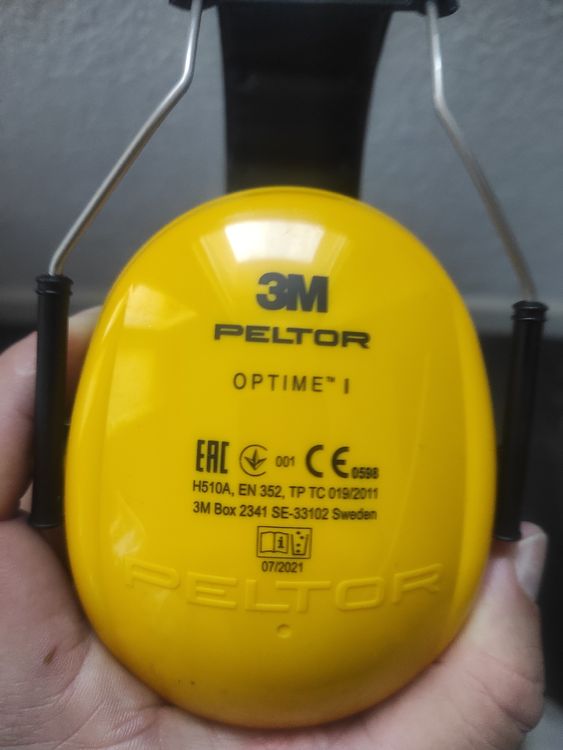 3M
PELTOR
OPTIME™ I
EAC 001 CE 0598
H510A, EN 352, TP TC 019/2011
3M Box 2341 SE-33102 Sweden
07/2021
PELTOR